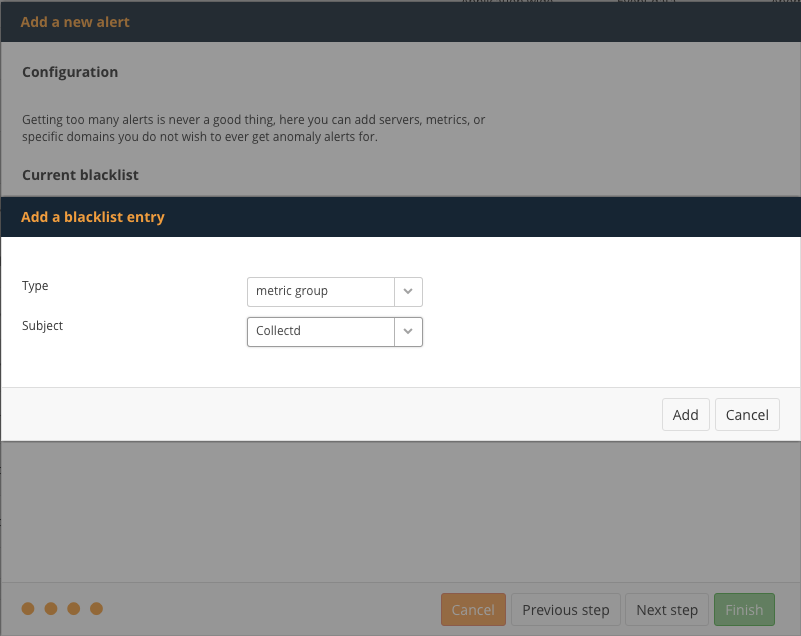 Add a new alert
Configuration
Getting too many alerts is never a good thing, here you can add servers, metrics, or
specific domains you do not wish to ever get anomaly alerts for.
Current blacklist
Add a blacklist entry
Type
metric group
Subject
Collectd
Add
Cancel
Cancel
Previous step
Next step
Finish